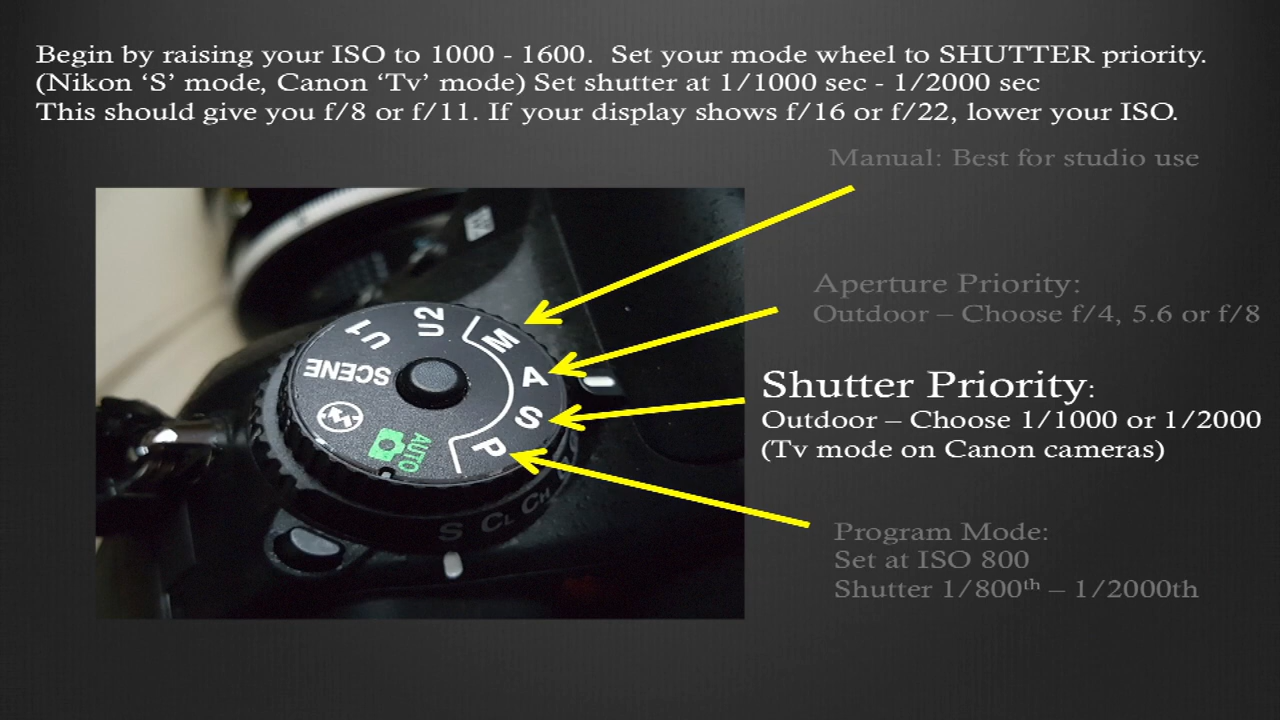 Begin by raising your ISO to 1000 - 1600.  Set your mode wheel to SHUTTER priority.
(Nikon ‘S’ mode, Canon ‘Tv’ mode) Set shutter at 1/1000 sec - 1/2000 sec
This should give you f/8 or f/11. If your display shows f/16 or f/22, lower your ISO.
Manual: Best for studio use
Aperture Priority:
Outdoor – Choose f/4, 5.6 or f/8
Shutter Priority:
Outdoor – Choose 1/1000 or 1/2000
(Tv mode on Canon cameras)
Program Mode:
Set at ISO 800
Shutter 1/800th – 1/2000th
U1
U2
M
A
S
P
AUTO
SCENE
S CL CH